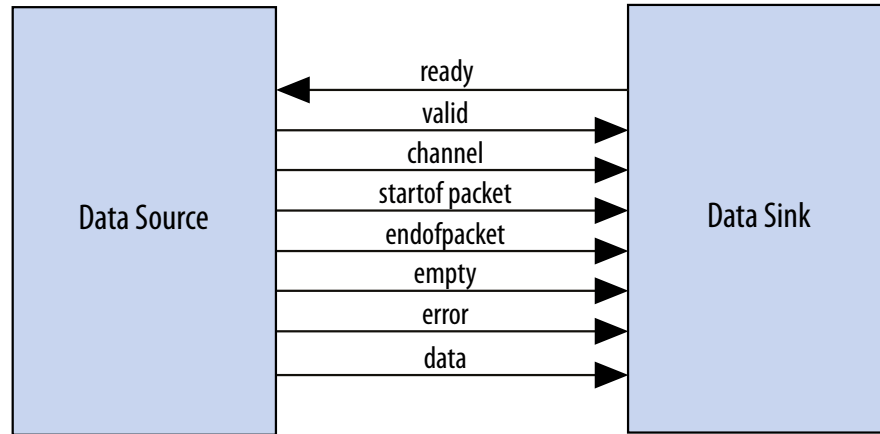 ready
valid
channel
startof packet
Data Source
Data Sink
endofpacket
empty
error
data